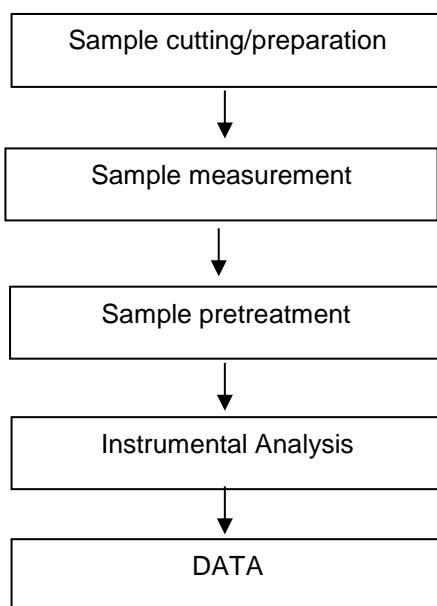 Sample cutting/preparation
Sample measurement
Sample pretreatment
Instrumental Analysis
DATA